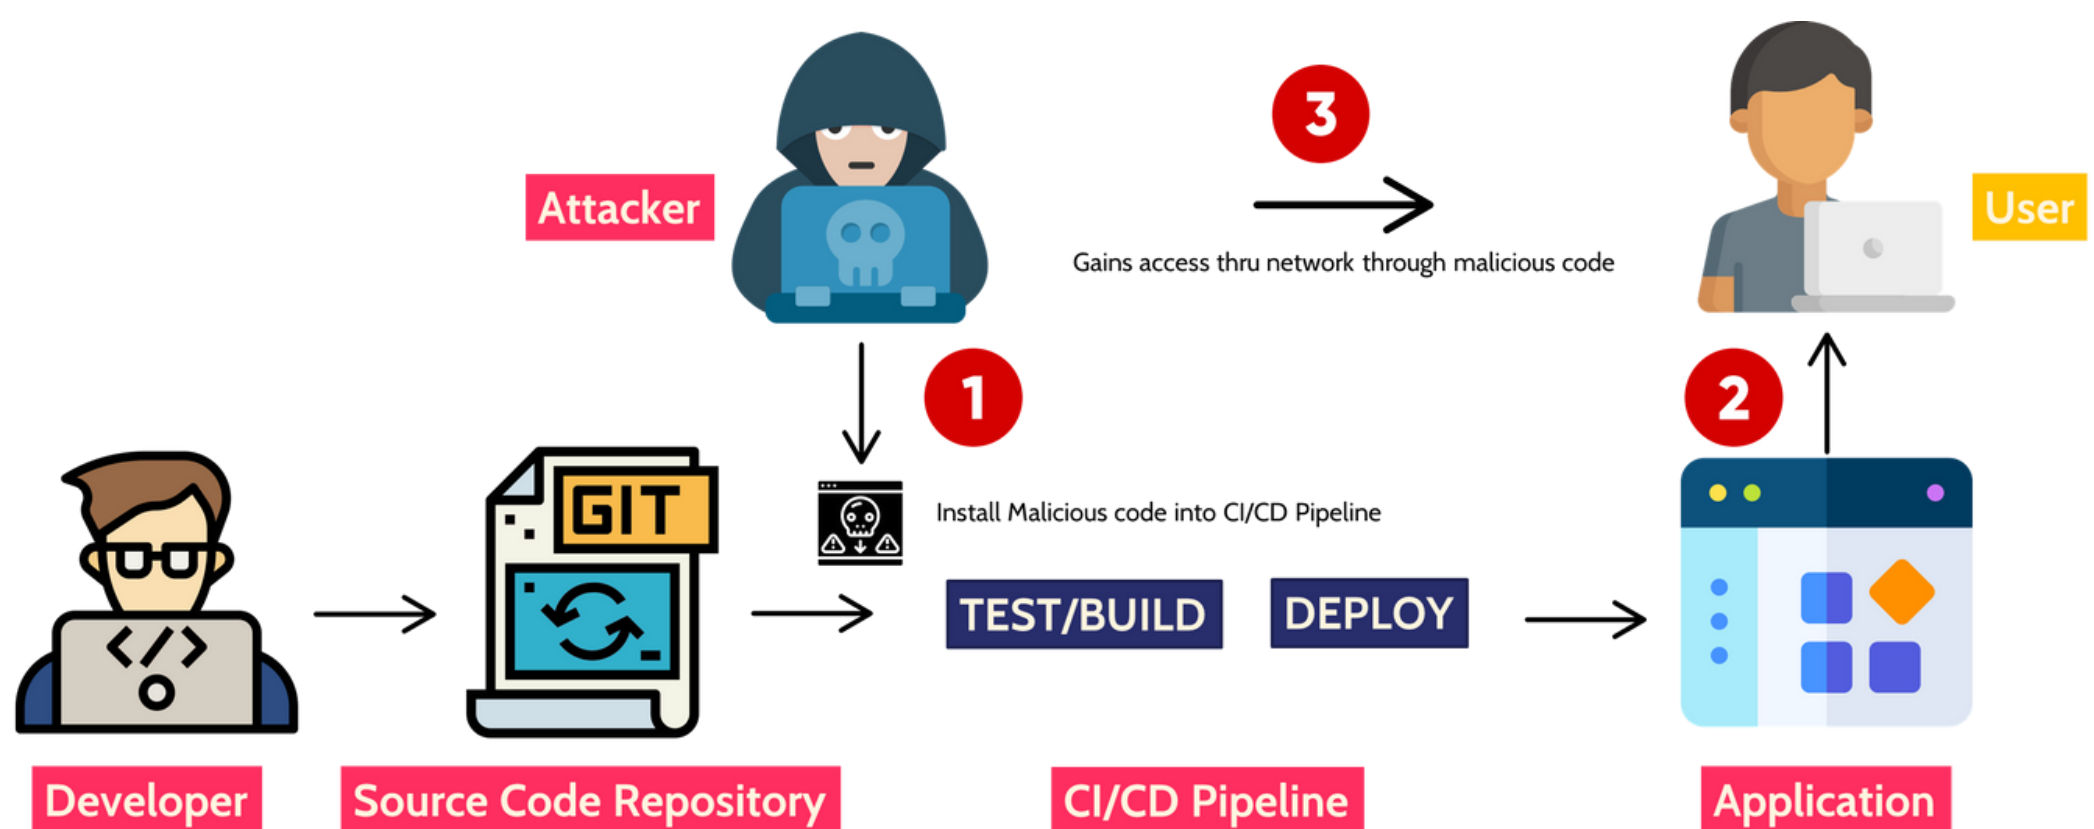 3
Attacker
User
Gains access thru network through malicious code
1
2
GIT
Install Malicious code into CI/CD Pipeline
</>
TEST/BUILD
DEPLOY
Developer
Source Code Repository
CI/CD Pipeline
Application